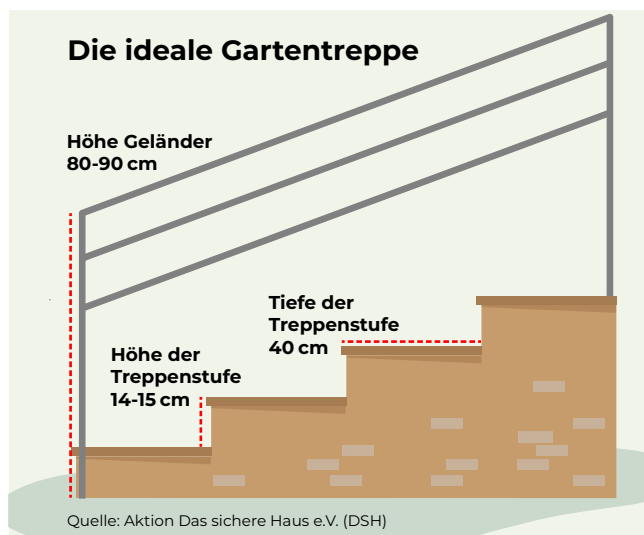 Die ideale Gartentreppe
Höhe Geländer
80-90 cm
Tiefe der
Treppenstufe
40 cm
Höhe der
Treppenstufe
14-15 cm
Quelle: Aktion Das sichere Haus e.V. (DSH)